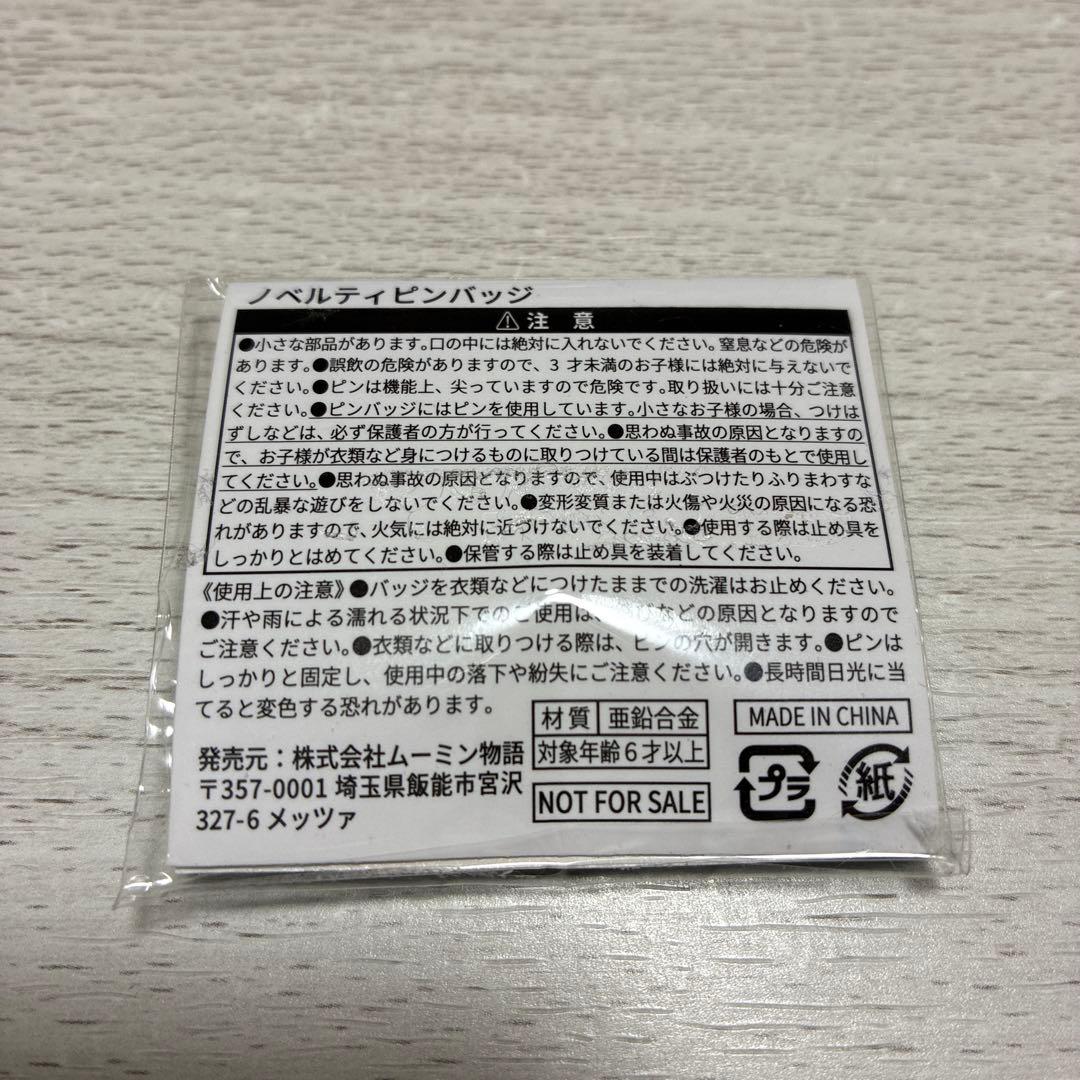 ノベルティピンバッジ
⚠注 意
●小さな部品があります。口の中には絶対に入れないでください。窒息などの危険が
あります。●誤飲の危険がありますので、3才未満のお子様には絶対に与えないで
ください。●ピンは機能上、尖っていますので危険です。取り扱いには十分ご注意
ください。●ピンバッジにはピンを使用しています。小さなお子様の場合、つけは
ずしなどは、必ず保護者の方が行ってください。●思わぬ事故の原因となりますの
で、お子様が衣類など身につけるものに取りつけている間は保護者のもとで使用し
てください。●思わぬ事故の原因となりますので、使用中はぶつけたりふりまわすな
どの乱暴な遊びをしないでください。●変形変質または火傷や火災の原因になる恐
れがありますので、火気には絶対に近づけないでください。●使用する際は止め具を
しっかりとはめてください。●保管する際は止め具を装着してください。
《使用上の注意》●バッジを衣類などにつけたままでの洗濯はお止めください。
●汗や雨による濡れる状況下でのご使用は、などの原因となりますので
ご注意ください。●衣類などに取りつける際は、ピンの穴が開きます。●ピンは
しっかりと固定し、使用中の落下や紛失にご注意ください。●長時間日光に当
てると変色する恐れがあります。
材質 亜鉛合金
対象年齢6才以上
NOT FOR SALE
MADE IN CHINA
プラ
紙
発売元：株式会社ムーミン物語
〒357-0001 埼玉県飯能市宮沢
327-6 メッツァ